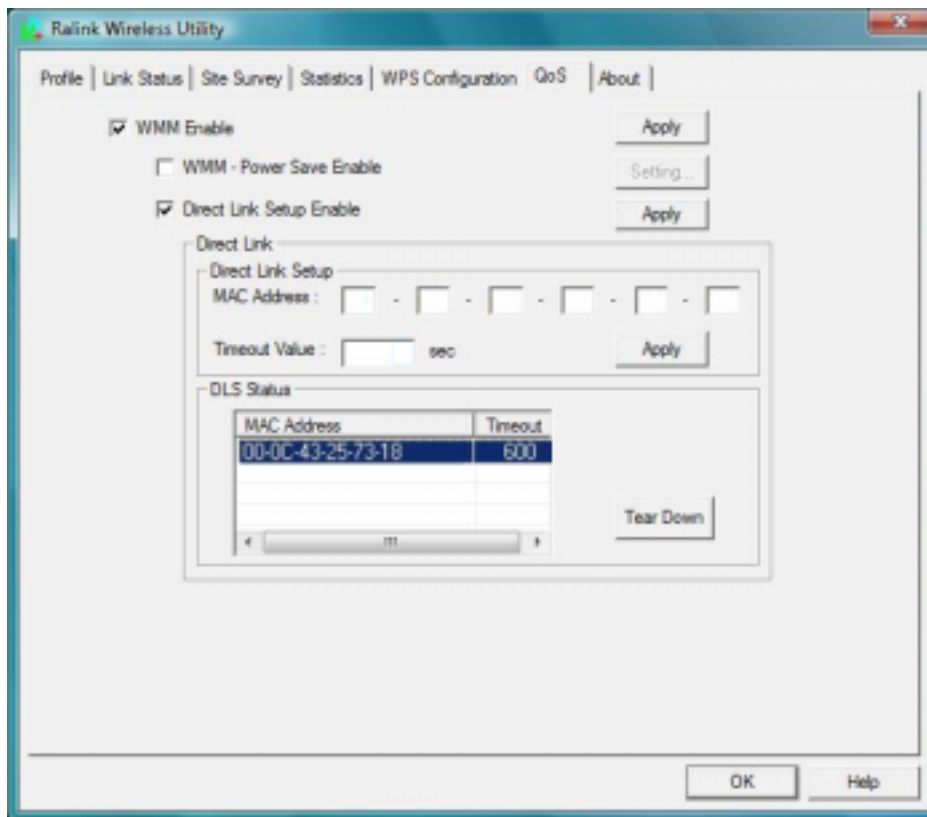 Ralink Wireless Utility
Profile Link Status Site Survey Statistics WPS Configuration QoS About
WMM Enable Apply
WMM - Power Save Enable Setting...
Direct Link Setup Enable Apply
Direct Link
Direct Link Setup
MAC Address : - - - - -
Timeout Value : sec Apply
DLS Status
MAC Address Timeout
00-0C-43-25-73-18 600
Tear Down
OK Help